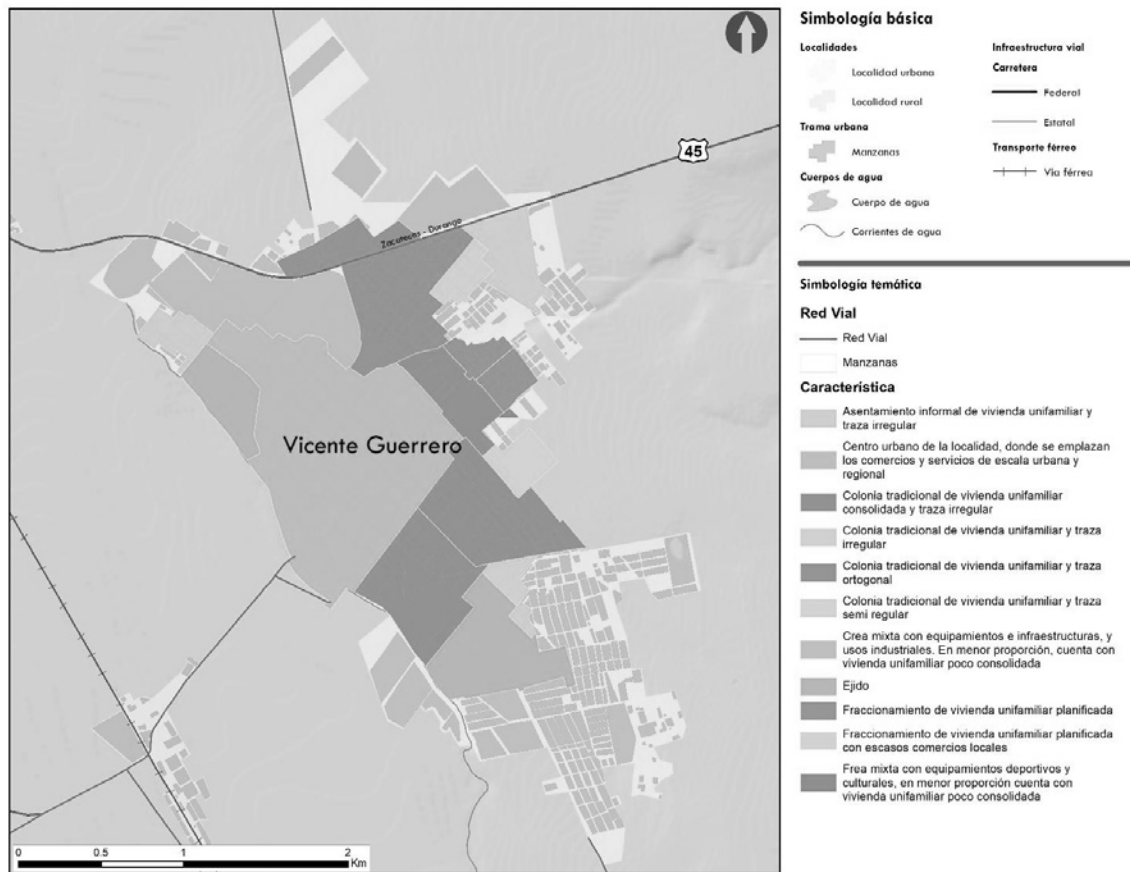 45
Zacatecas - Durango
Vicente Guerrero
0 0.5 1 2
Km
Simbología básica
Localidades
Localidad urbana
Localidad rural
Trama urbana
Manzanas
Cuerpos de agua
Cuerpo de agua
Corrientes de agua
Infraestructura vial
Carretera
Federal
Estatal
Transporte férreo
Vía férrea
Simbología temática
Red Vial
Red Vial
Manzanas
Característica
Asentamiento informal de vivienda unifamiliar y
traza irregular
Centro urbano de la localidad, donde se emplazan
los comercios y servicios de escala urbana y
regional
Colonia tradicional de vivienda unifamiliar
consolidada y traza irregular
Colonia tradicional de vivienda unifamiliar y traza
irregular
Colonia tradicional de vivienda unifamiliar y traza
ortogonal
Colonia tradicional de vivienda unifamiliar y traza
semi regular
Crea mixta con equipamientos e infraestructuras, y
usos industriales. En menor proporción, cuenta con
vivienda unifamiliar poco consolidada
Ejido
Fraccionamiento de vivienda unifamiliar planificada
Fraccionamiento de vivienda unifamiliar planificada
con escasos comercios locales
Frea mixta con equipamientos deportivos y
culturales, en menor proporción cuenta con
vivienda unifamiliar poco consolidada